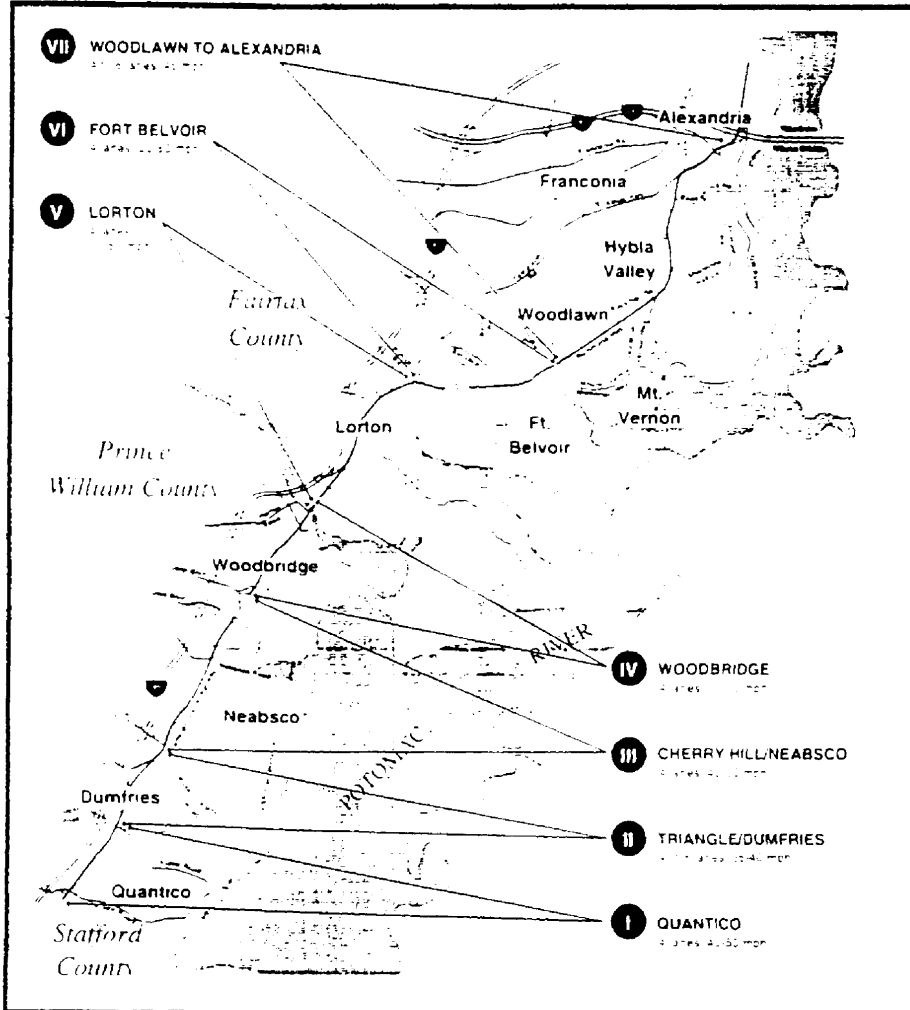 VII WOODLAWN TO ALEXANDRIA
VI FORT BELVOIR
V LORTON
Alexandria
Franconia
Hybla
Valley
Woodlawn
Fairfax
County
Mt.
Vernon
Ft.
Belvoir
Lorton
Prince
William County
Woodbridge
RIVER
IV WOODBRIDGE
Neabsco
III CHERRY HILL/NEABSCO
POTOMAC
Dumfries
II TRIANGLE/DUMFRIES
Quantico
I QUANTICO
4 lanes
Stafford
County